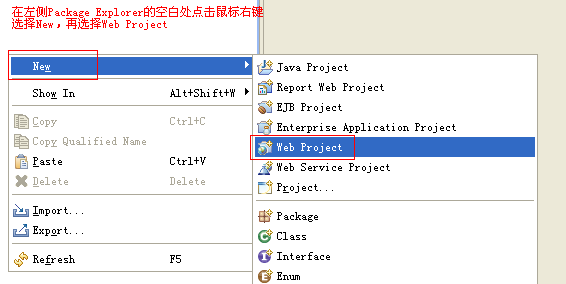 在左侧Package Explorer的空白处点击鼠标右键
选择New，再选择Web Project
New
Show In Alt+Shift+W
Copy Ctrl+C
Copy Qualified Name
Paste Ctrl+V
Delete Delete
Import...
Export...
Refresh F5
Java Project
Report Web Project
EJB Project
Enterprise Application Project
Web Project
Web Service Project
Project...
Package
Class
Interface
Enum